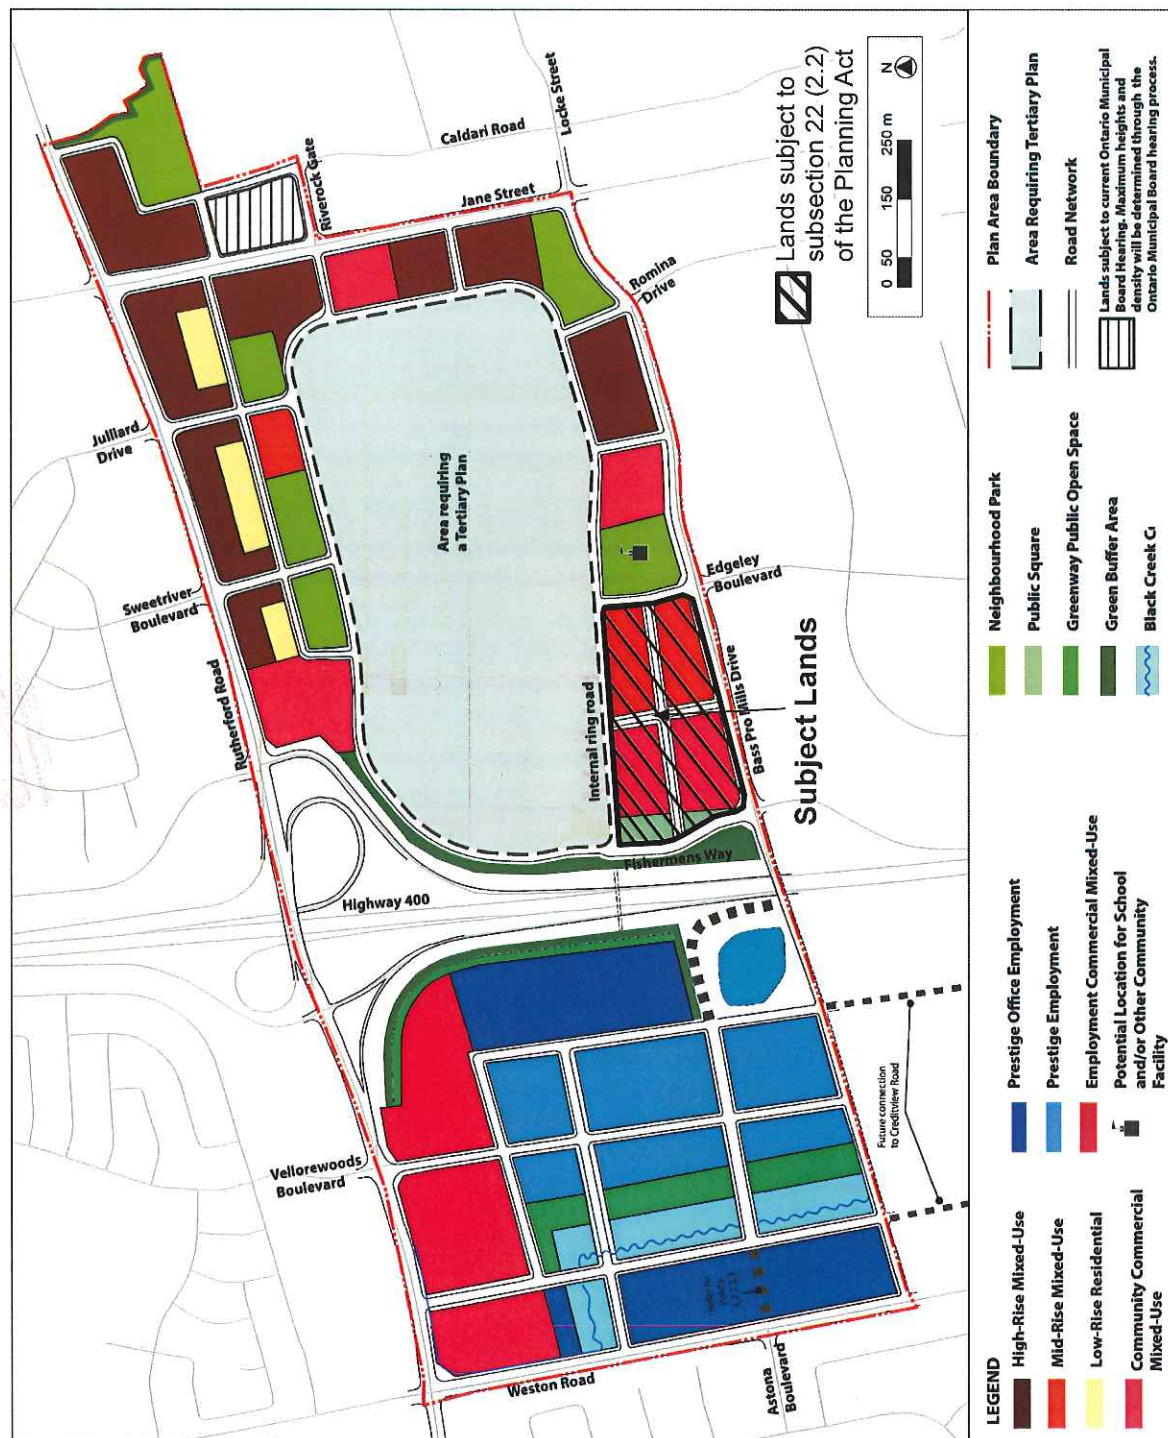 Rutherford Road
Julliard
Drive
Sweetriver
Boulevard
Vellorewoods
Boulevard
Highway 400
Weston Road
Astona
Boulevard
Future connection
to Creditview Road
Fishermens Way
Internal ring road
Area requiring
a Tertiary Plan
Bass Pro Mills Drive
Subject Lands
Edgeley
Boulevard
Romina
Drive
Jane Street
Riverock Gate
Caldari Road
Locke Street
Lands subject to
subsection 22 (2.2)
of the Planning Act
0 50 150 250 m
N
LEGEND
High-Rise Mixed-Use
Mid-Rise Mixed-Use
Low-Rise Residential
Community Commercial
Mixed-Use
Prestige Office Employment
Prestige Employment
Employment Commercial Mixed-Use
Potential Location for School
and/or Other Community
Facility
Neighbourhood Park
Public Square
Greenway Public Open Space
Green Buffer Area
Black Creek
Plan Area Boundary
Area Requiring Tertiary Plan
Road Network
Lands subject to current Ontario Municipal
Board Hearing. Maximum heights and
density will be determined through the
Ontario Municipal Board hearing process.